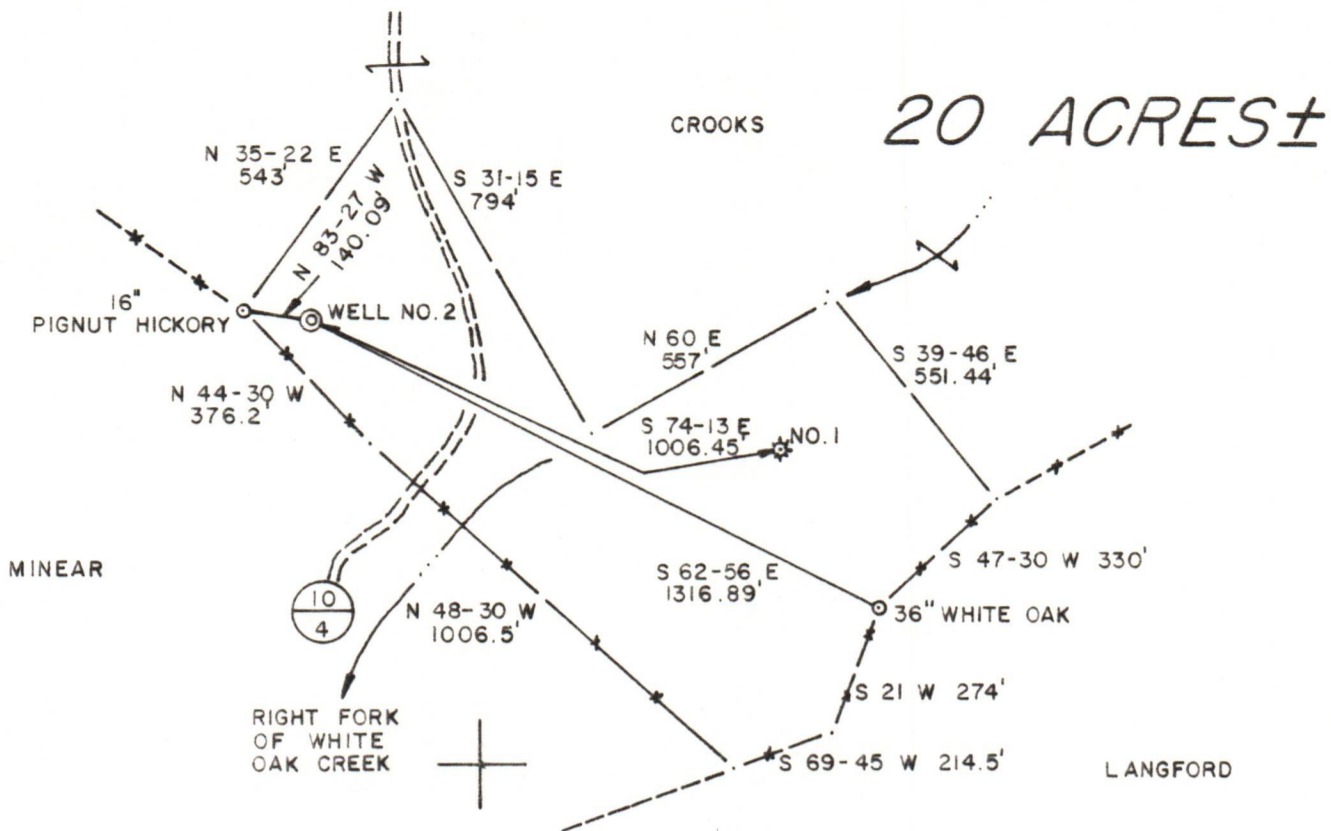 CROOKS
20 ACRES±
N 35-22 E
543'
N 83-27 W
140.09'
S 31-15 E
794'
16"
PIGNUT HICKORY
WELL NO. 2
N 60 E
557'
S 39-46 E
551.44'
N 44-30 W
376.2'
S 74-13 E
1006.45'
NO. 1
MINEAR
S 47-30 W 330'
10
4
N 48-30 W
1006.5'
S 62-56 E
1316.89'
36" WHITE OAK
S 21 W 274'
RIGHT FORK
OF WHITE
OAK CREEK
S 69-45 W 214.5'
LANGFORD